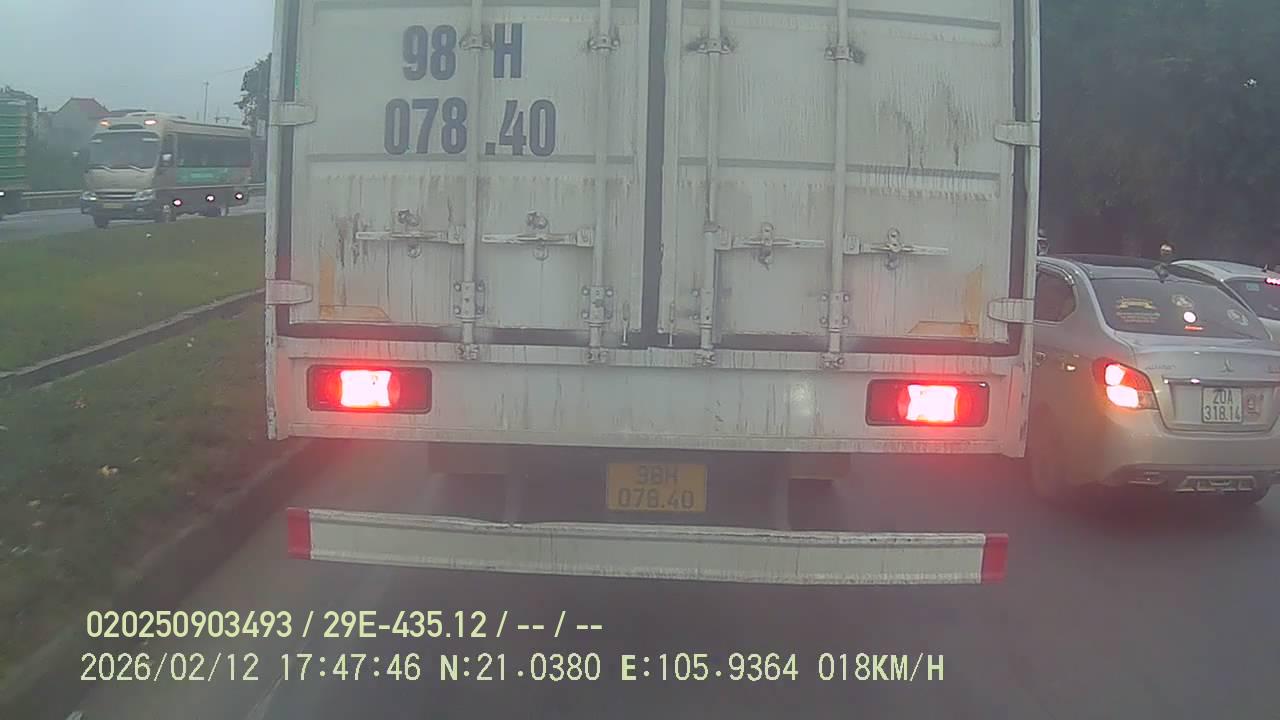 98 H
078.40
98H
078.40
20A
318.14
020250903493 / 29E-435.12 / -- / --
2026/02/12 17:47:46 N:21.0380 E:105.9364 018KM/H